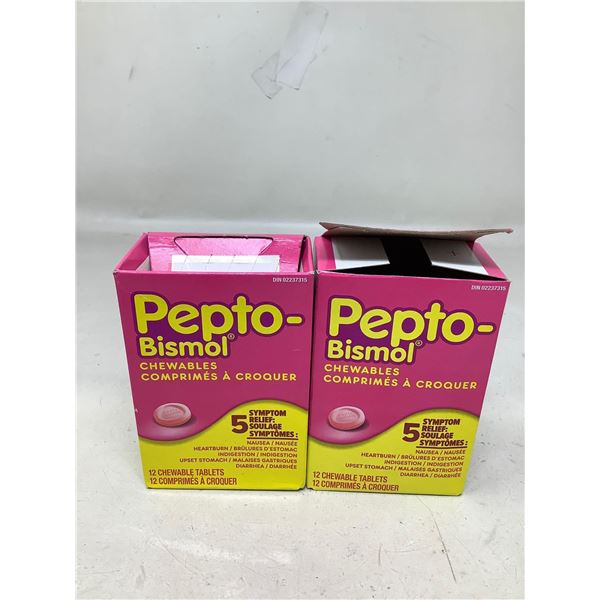 DIN 02237315
Pepto-
Bismol®
CHEWABLES
COMPRIMÉS À CROQUER
5 SYMPTOM
RELIEF:
SOULAGE
SYMPTÔMES:
NAUSEA / NAUSÉE
HEARTBURN / BRÛLURES D'ESTOMAC
INDIGESTION / INDIGESTION
UPSET STOMACH / MALAISES GASTRIQUES
DIARRHEA / DIARRHÉE
12 CHEWABLE TABLETS
12 COMPRIMÉS À CROQUER
DIN 02237315
Pepto-
Bismol®
CHEWABLES
COMPRIMÉS À CROQUER
5 SYMPTOM
RELIEF:
SOULAGE
SYMPTÔMES:
NAUSEA / NAUSÉE
HEARTBURN / BRÛLURES D'ESTOMAC
INDIGESTION / INDIGESTION
UPSET STOMACH / MALAISES GASTRIQUES
DIARRHEA / DIARRHÉE
12 CHEWABLE TABLETS
12 COMPRIMÉS À CROQUER